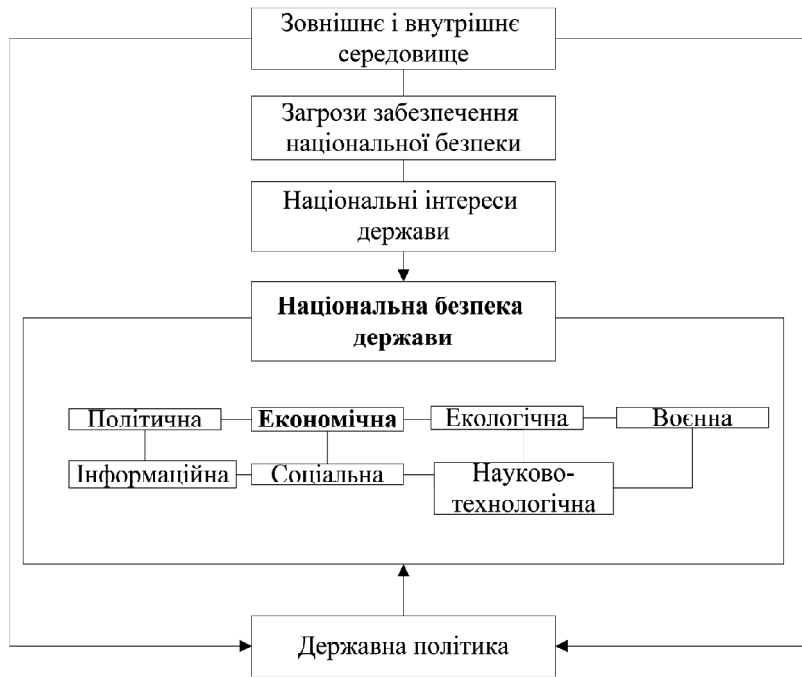 Зовнішнє і внутрішнє
середовище
Загрози забезпечення
національної безпеки
Національні інтереси
держави
Національна безпека
держави
Політична
Економічна
Екологічна
Воєнна
Інформаційна
Соціальна
Науково-
технологічна
Державна політика